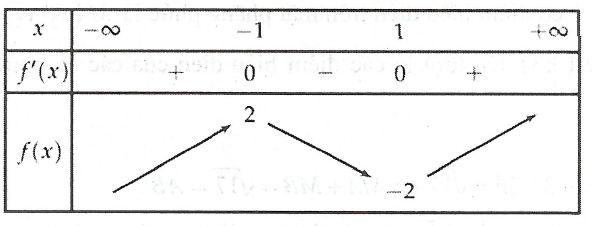 x −∞ −1 1 +∞
f′(x) + 0 − 0 +
2
f(x)
−2